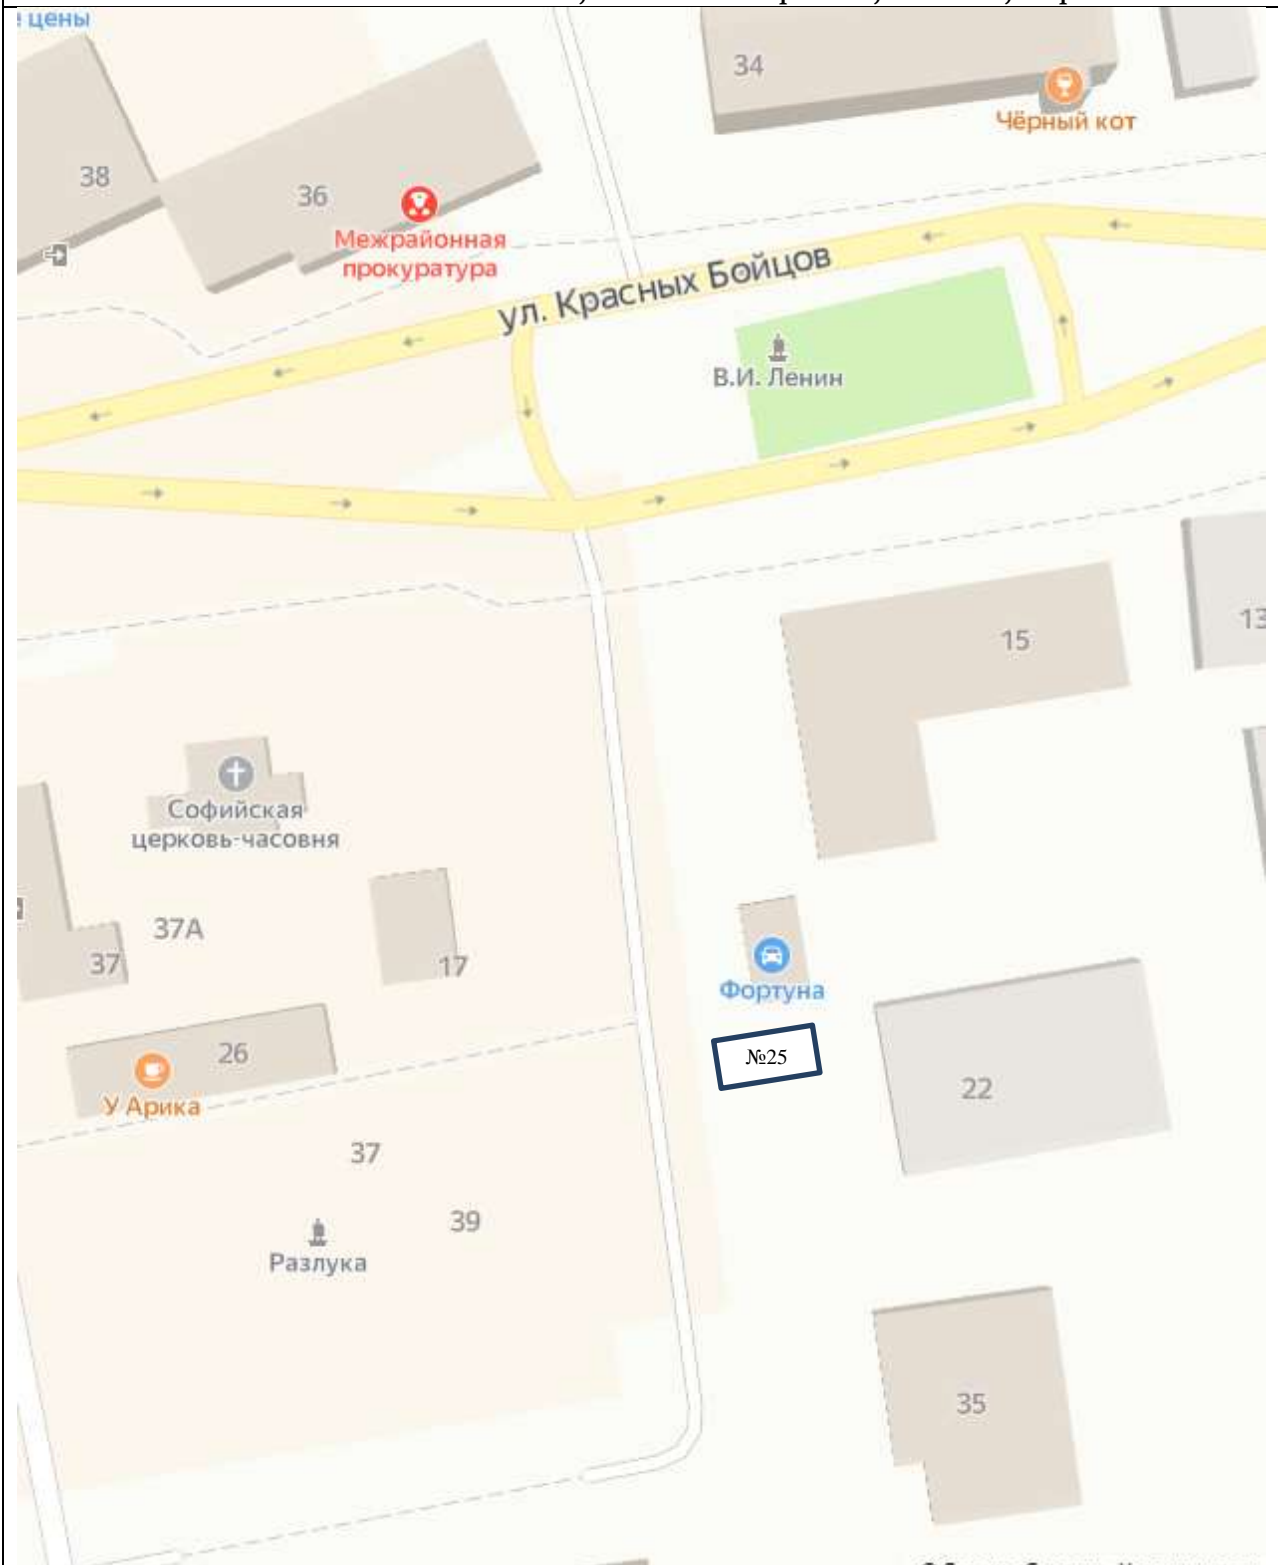 цены
34
Чёрный кот
38
36
Межрайонная
прокуратура
ул. Красных Бойцов
В.И. Ленин
15
13
Софийская
церковь-часовня
37А
37
17
Фортуна
№25
26
У Арика
22
37
39
Разлука
35